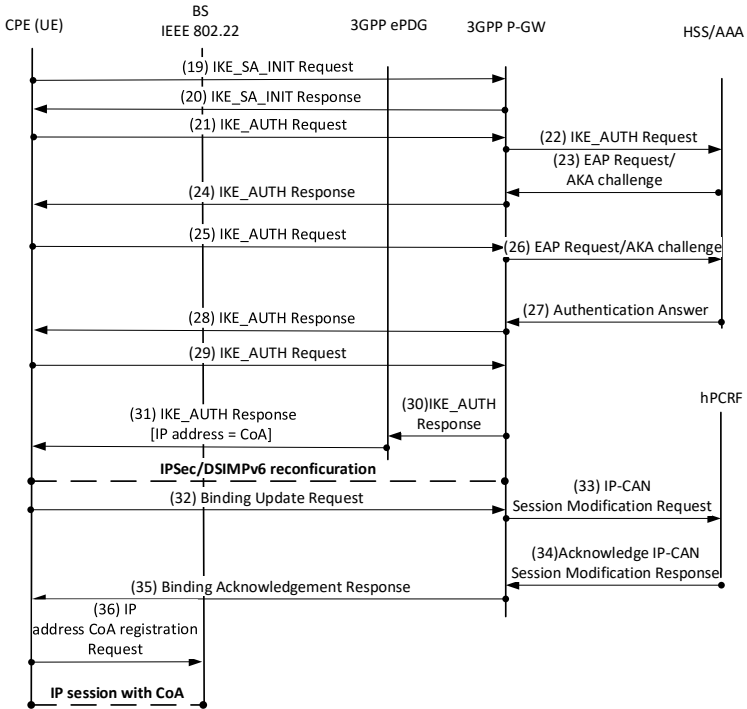 BS
CPE (UE)
IEEE 802.22
3GPP ePDG
3GPP P-GW
HSS/AAA
(19) IKE_SA_INIT Request
(20) IKE_SA_INIT Response
(21) IKE_AUTH Request
(22) IKE_AUTH Request
(23) EAP Request/
AKA challenge
(24) IKE_AUTH Response
(25) IKE_AUTH Request
(26) EAP Request/AKA challenge
(27) Authentication Answer
(28) IKE_AUTH Response
(29) IKE_AUTH Request
hPCRF
(30)IKE_AUTH
Response
(31) IKE_AUTH Response
[IP address = CoA]
IPSec/DSIMPv6 reconficuration
(32) Binding Update Request
(33) IP-CAN
Session Modification Request
(34)Acknowledge IP-CAN
Session Modification Response
(35) Binding Acknowledgement Response
(36) IP
address CoA registration
Request
IP session with CoA